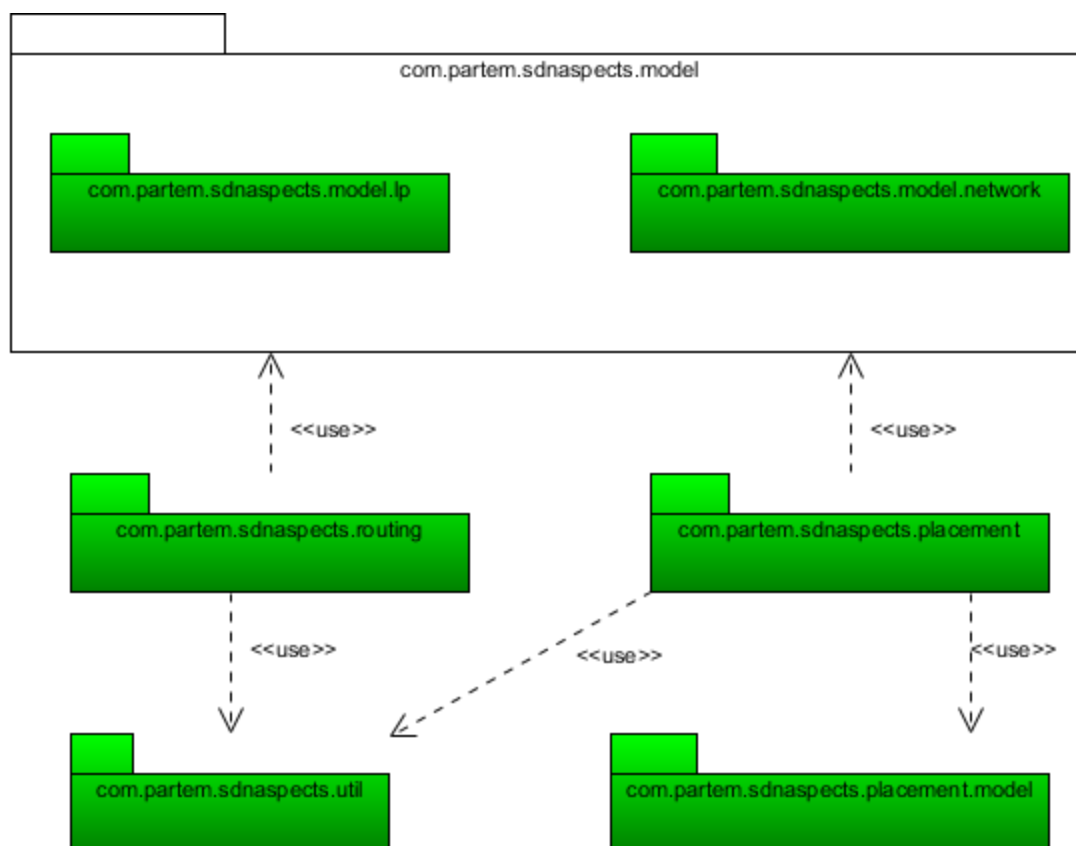 com.partem.sdnaspects.model
com.partem.sdnaspects.model.lp
com.partem.sdnaspects.model.network
<<use>>
<<use>>
com.partem.sdnaspects.routing
com.partem.sdnaspects.placement
<<use>>
<<use>>
<<use>>
com.partem.sdnaspects.util
com.partem.sdnaspects.placement.model